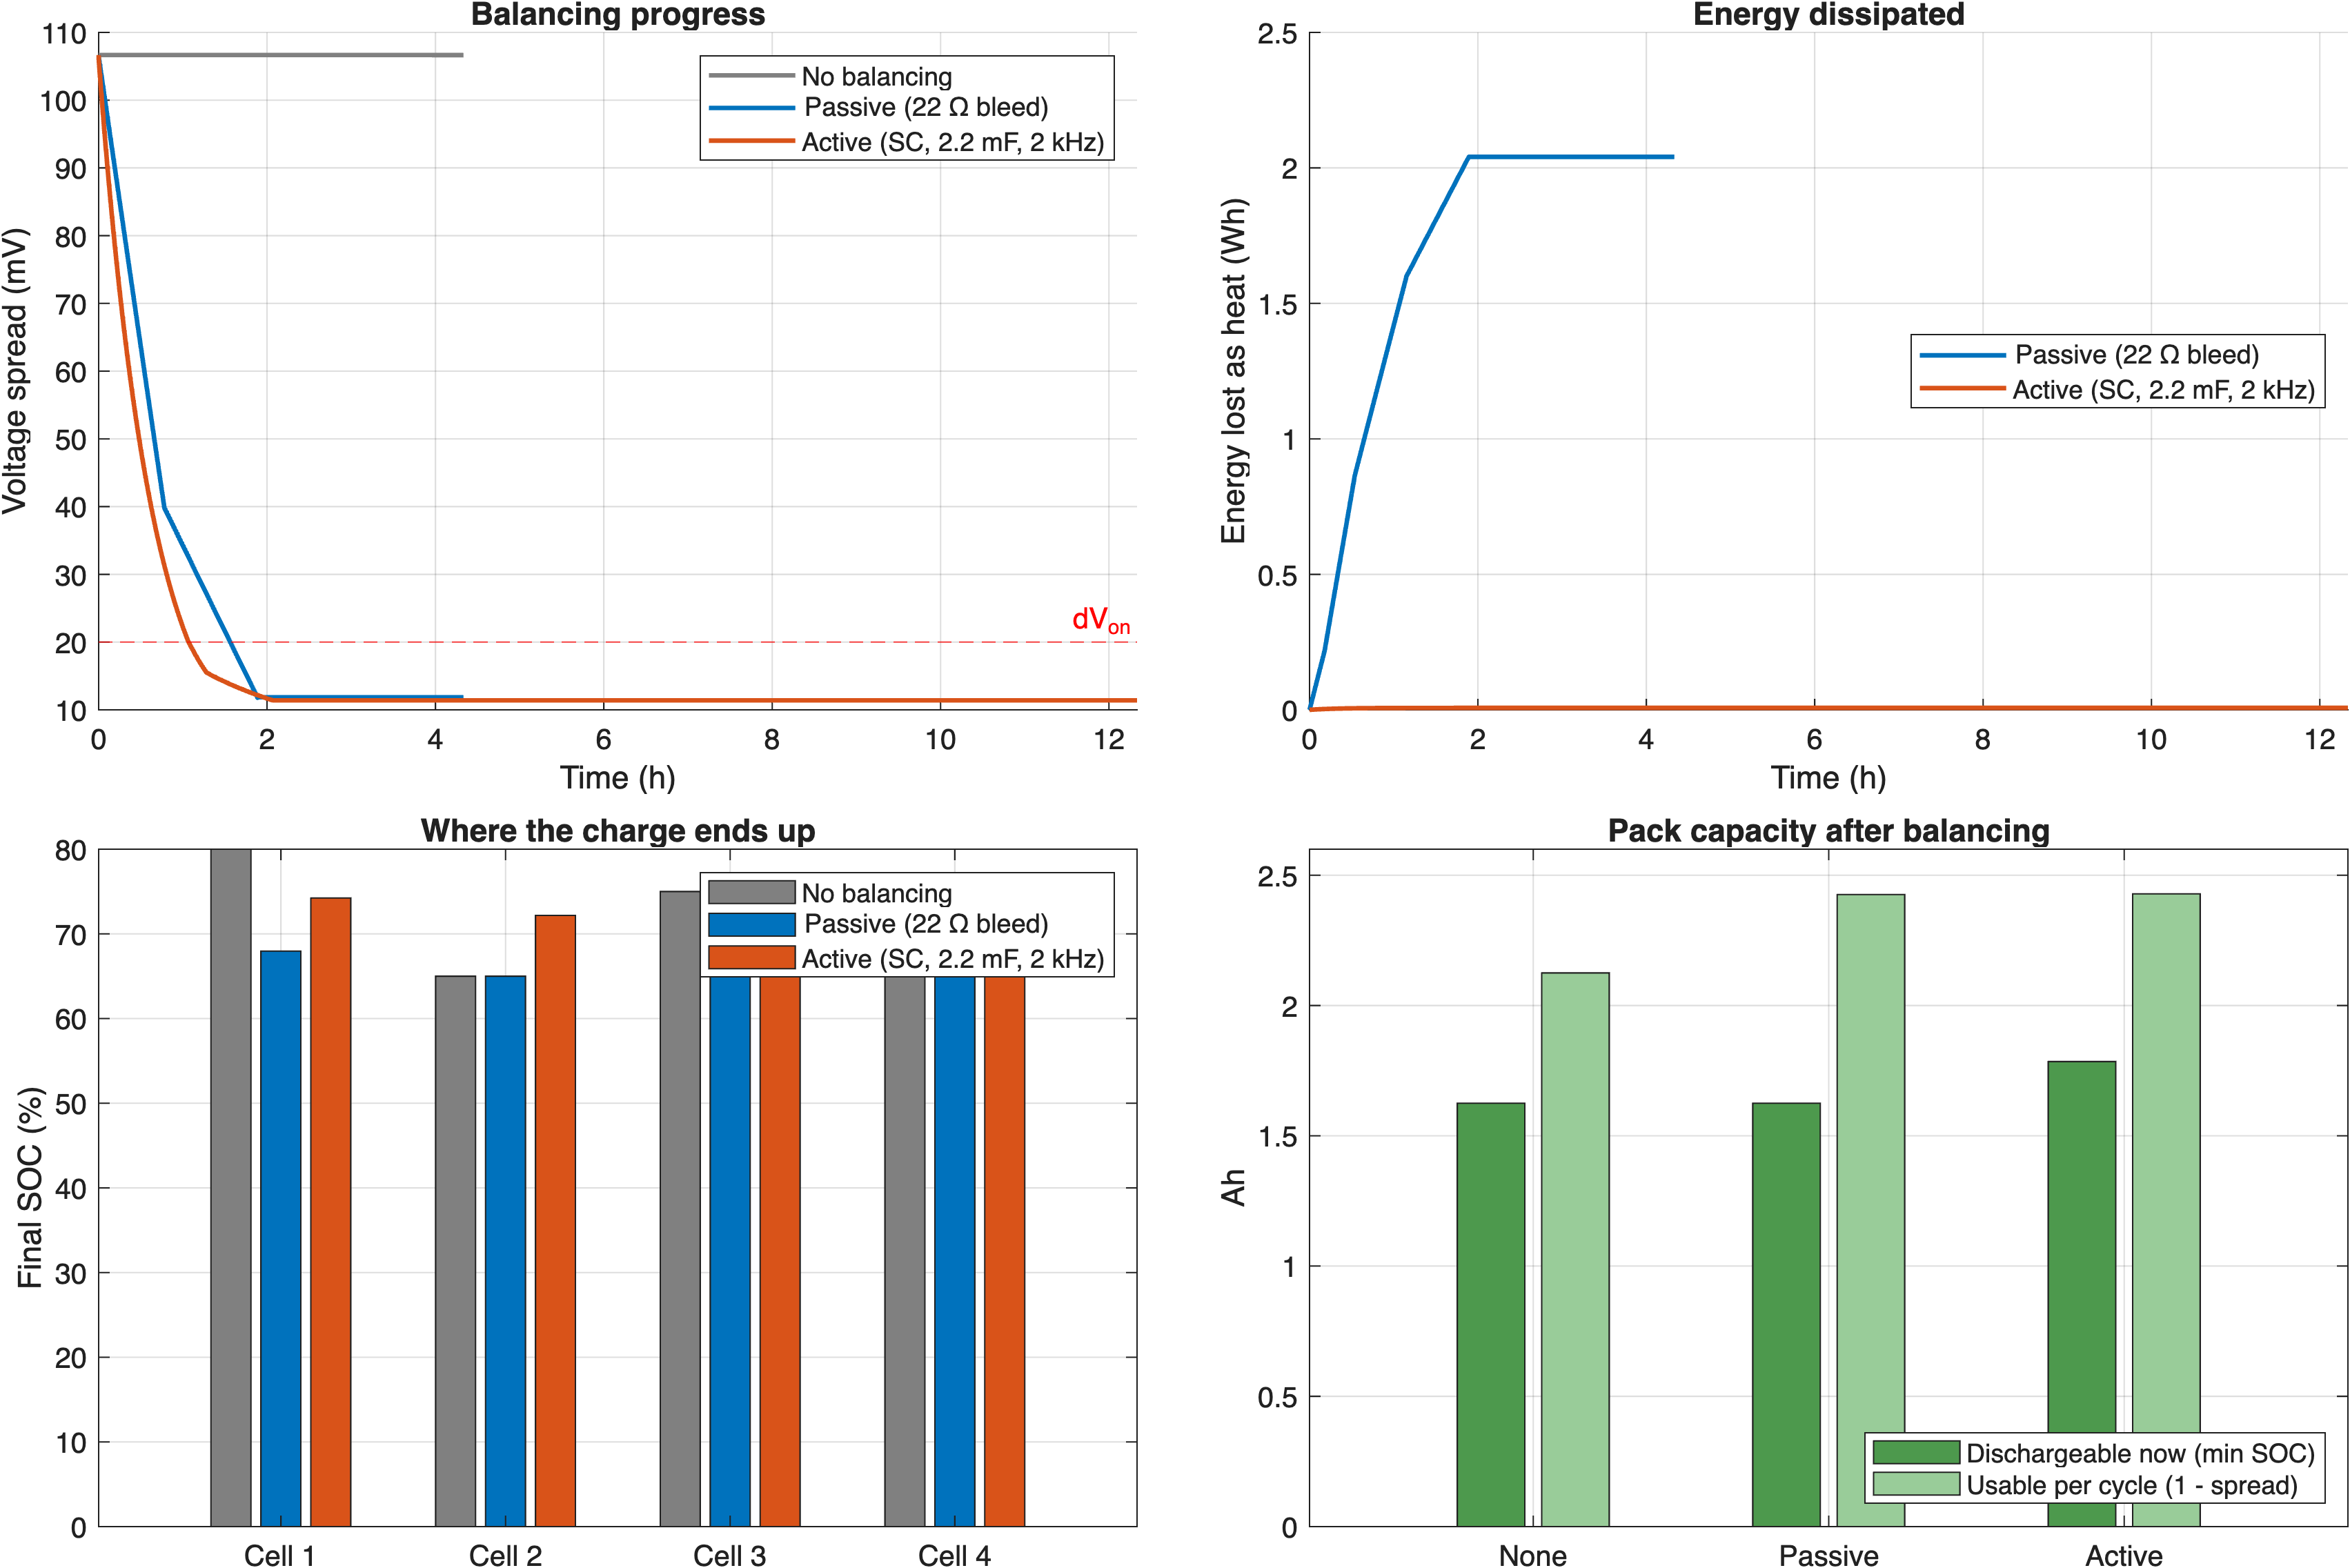 Balancing progress
110
100
90
80
70
60
50
40
30
20
10
Voltage spread (mV)
No balancing
Passive (22 Ω bleed)
Active (SC, 2.2 mF, 2 kHz)
dVon
0 2 4 6 8 10 12
Time (h)
Energy dissipated
2.5
2
1.5
1
0.5
0
Energy lost as heat (Wh)
Passive (22 Ω bleed)
Active (SC, 2.2 mF, 2 kHz)
0 2 4 6 8 10 12
Time (h)
Where the charge ends up
80
70
60
50
40
30
20
10
0
Final SOC (%)
No balancing
Passive (22 Ω bleed)
Active (SC, 2.2 mF, 2 kHz)
Cell 1 Cell 2 Cell 3 Cell 4
Pack capacity after balancing
2.5
2
1.5
1
0.5
0
Ah
Dischargeable now (min SOC)
Usable per cycle (1 - spread)
None Passive Active